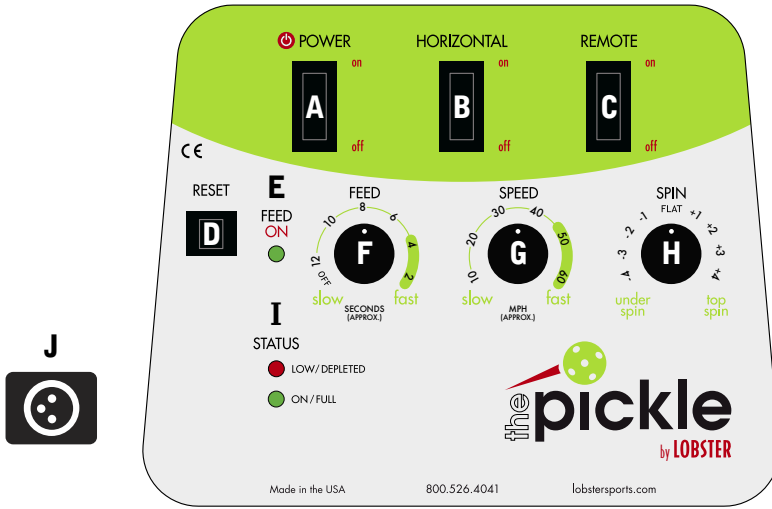 POWER HORIZONTAL REMOTE
on on on
A B C
off off off
CE
RESET E FEED SPEED SPIN
FEED
ON
D
12 OFF 10 8 6 4 2
F
slow fast
SECONDS
(APPROX.)
10 20 30 40 50 60
G
slow fast
MPH
(APPROX.)
FLAT
-4 -3 -2 -1 +1 +2 +3 +4
H
under
spin
top
spin
I
STATUS
LOW/DEPLETED
ON/FULL
J
the pickle
by LOBSTER
Made in the USA 800.526.4041 lobstersports.com